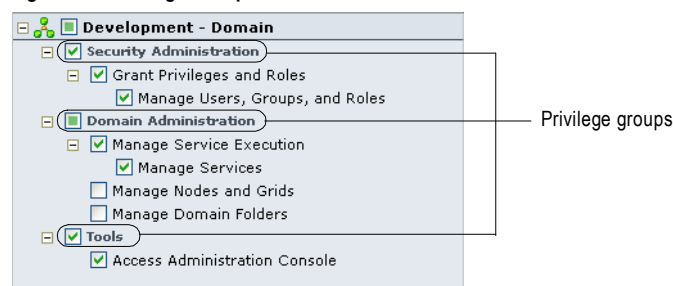 Development - Domain
Security Administration
Grant Privileges and Roles
Manage Users, Groups, and Roles
Domain Administration
Privilege groups
Manage Service Execution
Manage Services
Manage Nodes and Grids
Manage Domain Folders
Tools
Access Administration Console